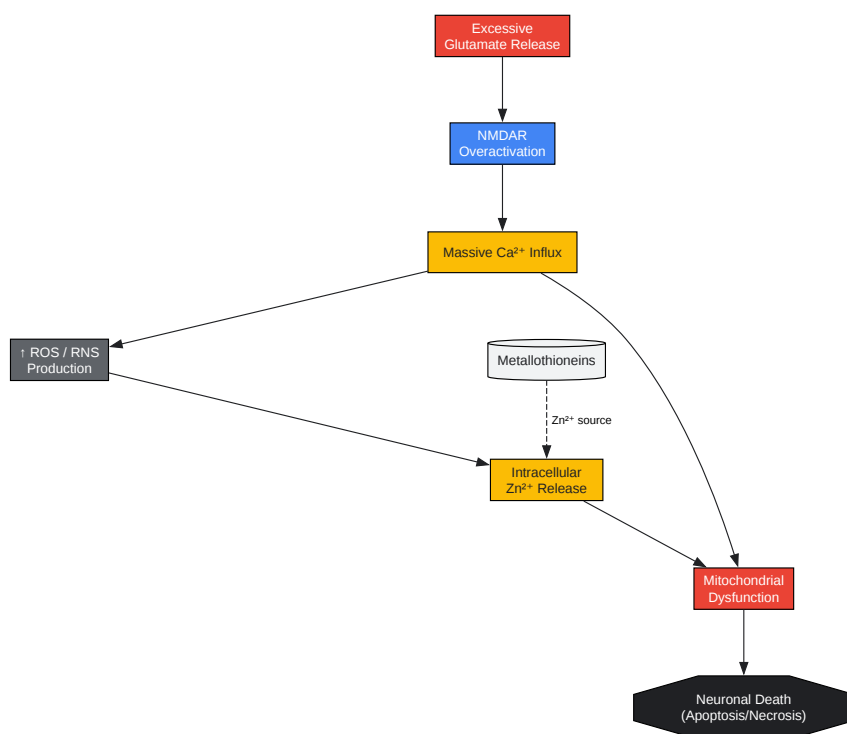 Excessive
Glutamate Release
NMDAR
Overactivation
Massive Ca²⁺ Influx
↑ ROS / RNS
Production
Metallothioneins
Zn²⁺ source
Intracellular
Zn²⁺ Release
Mitochondrial
Dysfunction
Neuronal Death
(Apoptosis/Necrosis)